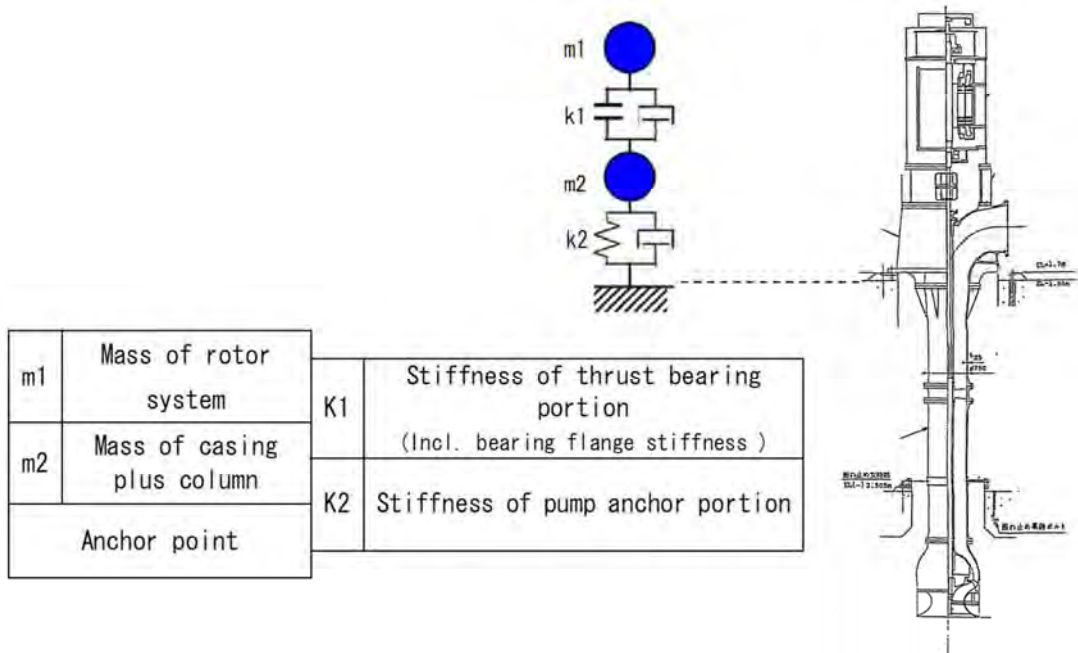 m1
k1
m2
k2
m1
Mass of rotor
system
m2
Mass of casing
plus column
Anchor point
K1
Stiffness of thrust bearing
portion
(Incl. bearing flange stiffness )
K2
Stiffness of pump anchor portion